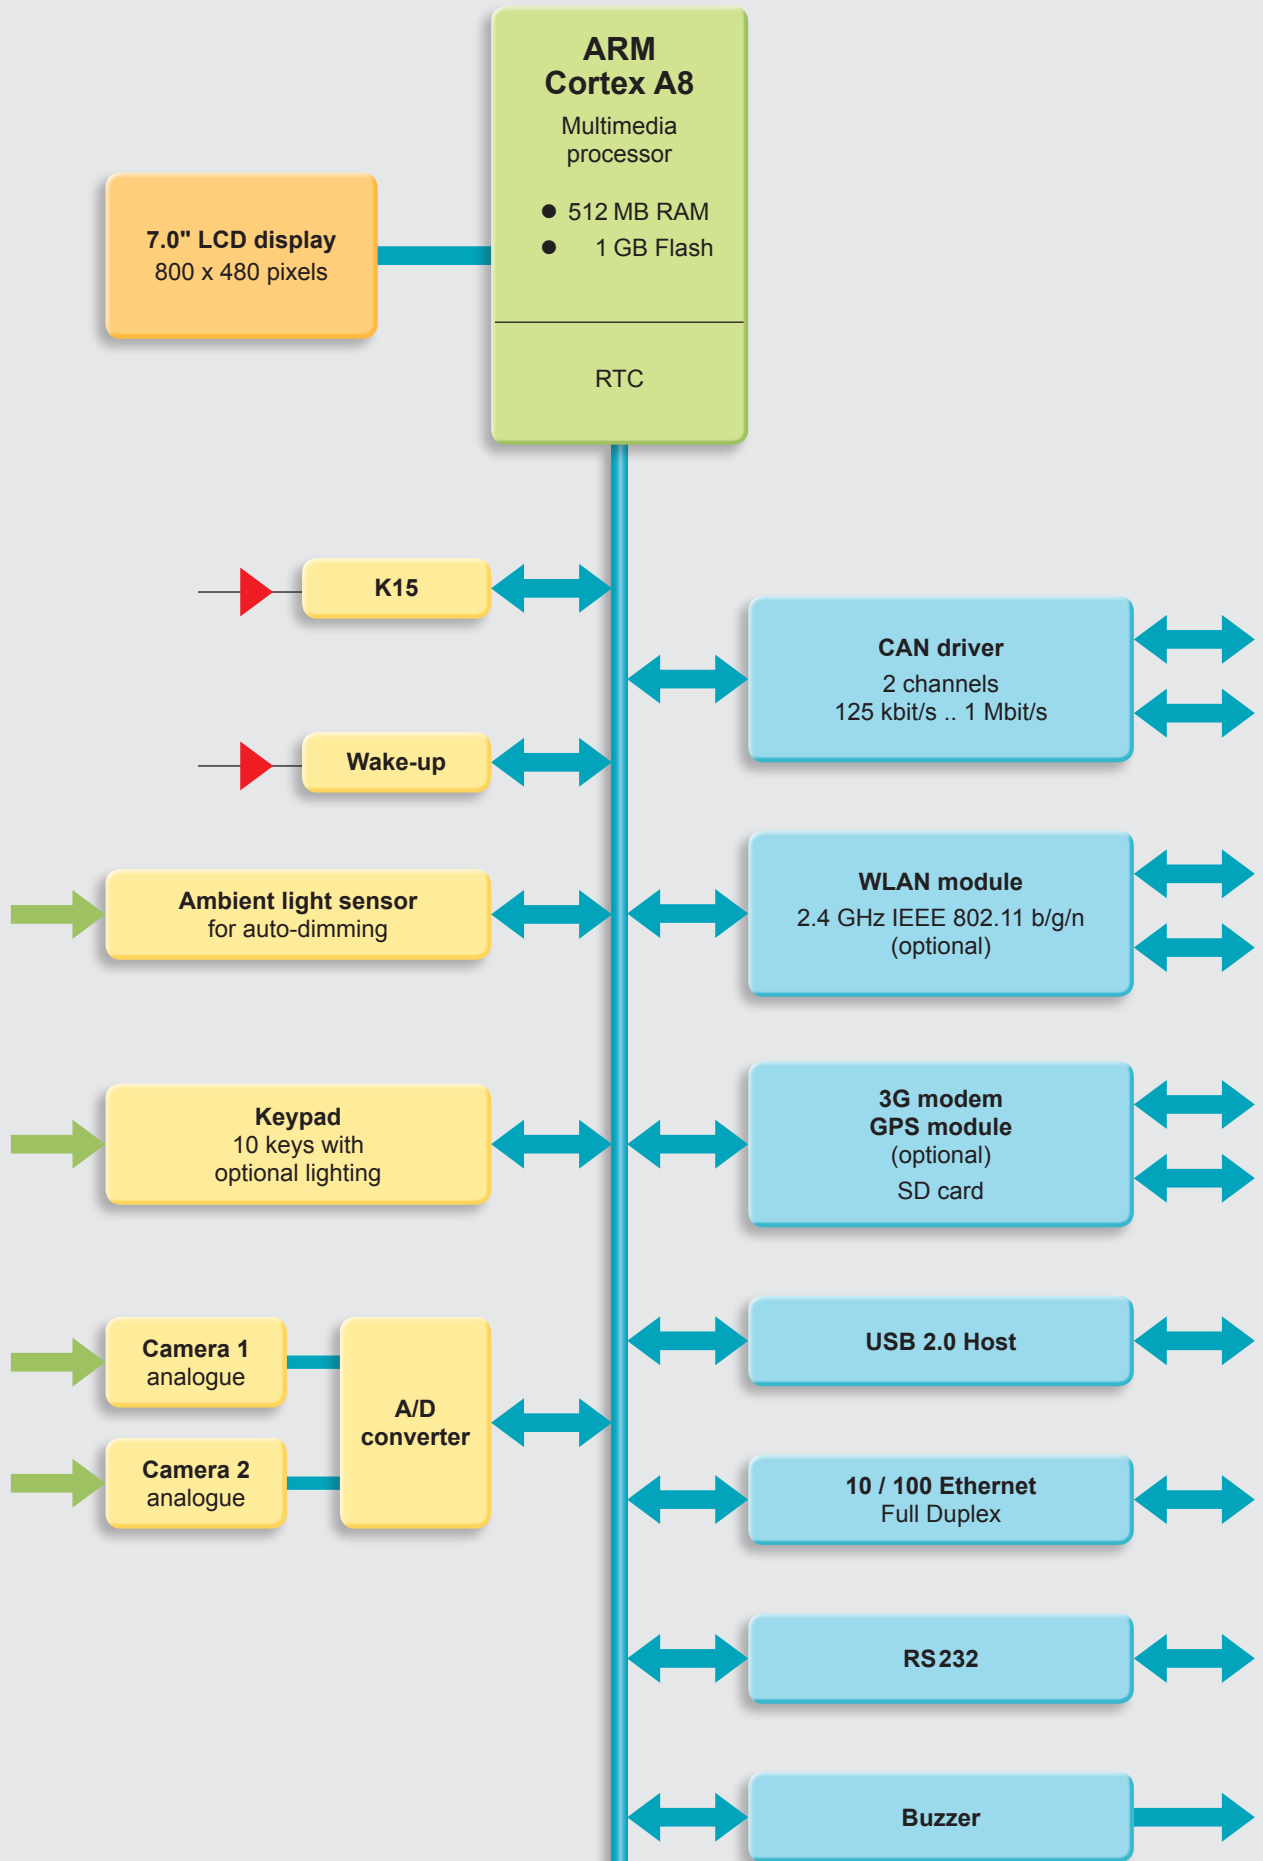 ARM
Cortex A8
Multimedia
processor
● 512 MB RAM
● 1 GB Flash
RTC
7.0" LCD display
800 x 480 pixels
K15
Wake-up
Ambient light sensor
for auto-dimming
Keypad
10 keys with
optional lighting
Camera 1
analogue
Camera 2
analogue
A/D
converter
CAN driver
2 channels
125 kbit/s .. 1 Mbit/s
WLAN module
2.4 GHz IEEE 802.11 b/g/n
(optional)
3G modem
GPS module
(optional)
SD card
USB 2.0 Host
10 / 100 Ethernet
Full Duplex
RS232
Buzzer